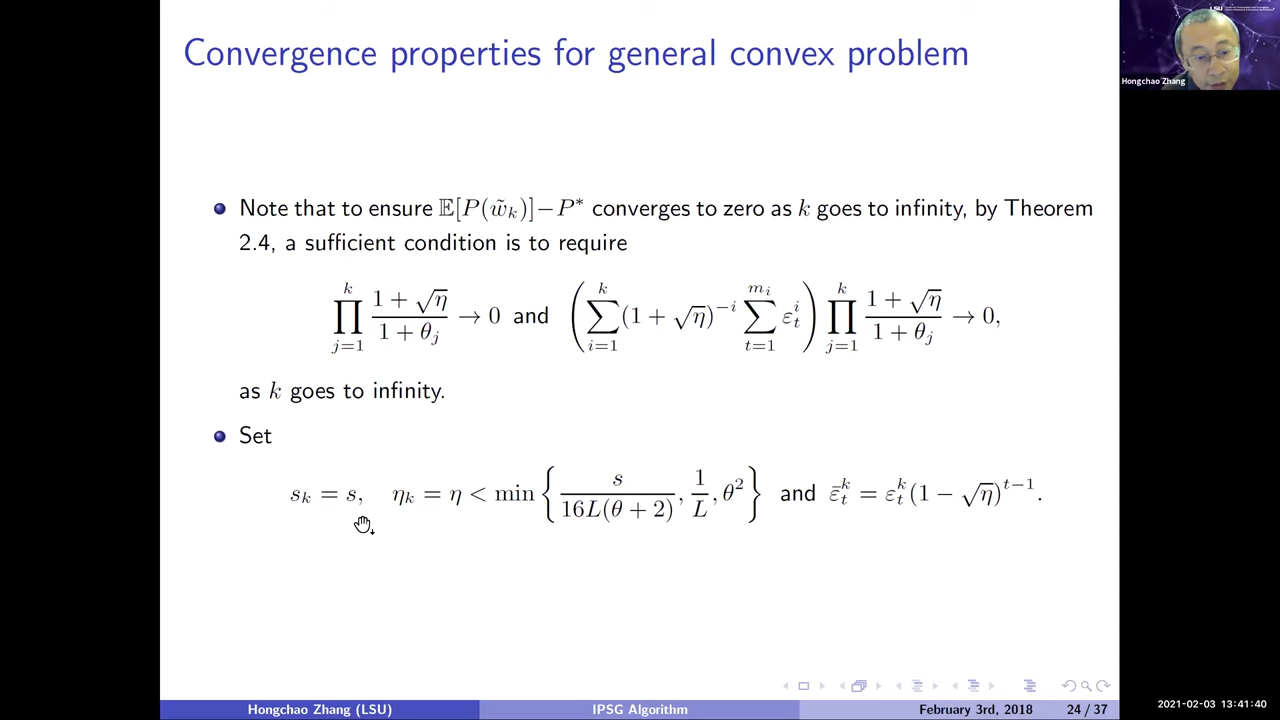 Convergence properties for general convex problem
Hongchao Zhang
Note that to ensure 𝔼[P(w̃_k)]−P* converges to zero as k goes to infinity, by Theorem
2.4, a sufficient condition is to require
∏_{j=1}^{k} (1 + √η)/(1 + θ_j) → 0 and (∑_{i=1}^{k} (1 + √η)^{−i} ∑_{t=1}^{m_i} ε_t^i) ∏_{j=1}^{k} (1 + √η)/(1 + θ_j) → 0,
as k goes to infinity.
Set
s_k = s, η_k = η < min { s/(16L(θ + 2)), 1/L, θ² } and ε̄_t^k = ε_t^k (1 − √η)^{t−1}.
Hongchao Zhang (LSU) IPSG Algorithm February 3rd, 2018 24 / 37
2021-02-03 13:41:40